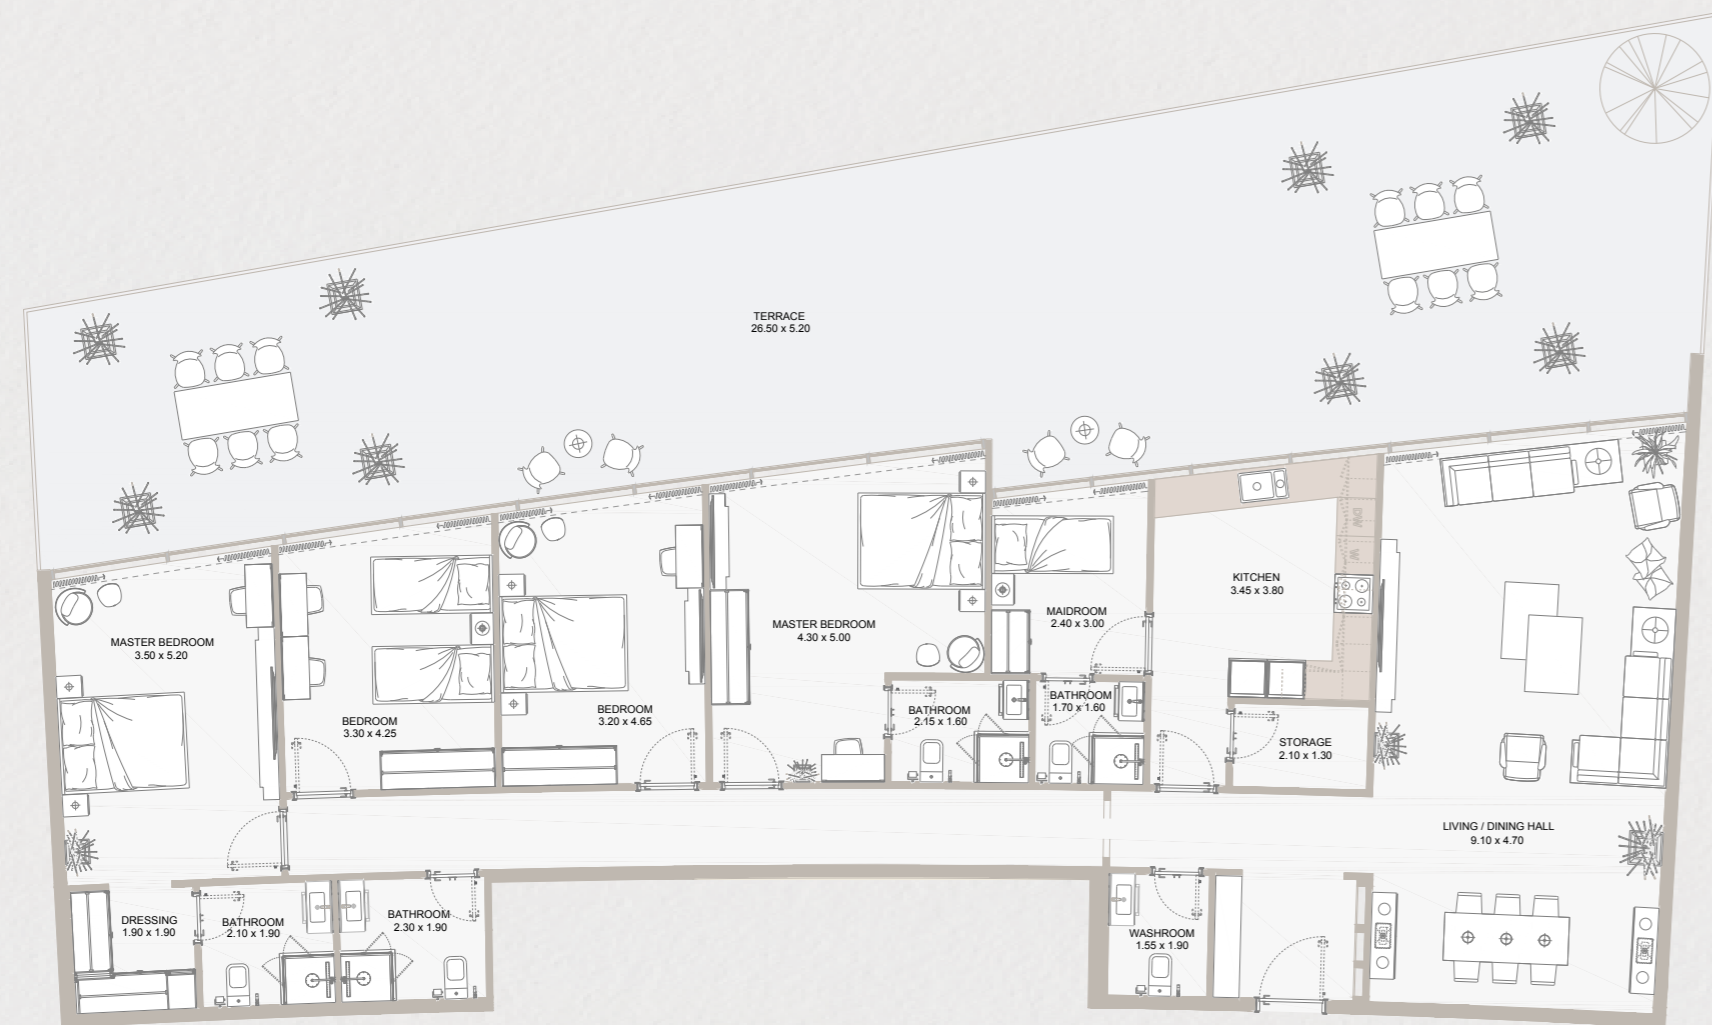 TERRACE
26.50 x 5.20
MASTER BEDROOM
3.50 x 5.20
BEDROOM
3.30 x 4.25
BEDROOM
3.20 x 4.65
MASTER BEDROOM
4.30 x 5.00
BATHROOM
2.15 x 1.60
MAIDROOM
2.40 x 3.00
BATHROOM
1.70 x 1.60
KITCHEN
3.45 x 3.80
DW
W
STORAGE
2.10 x 1.30
LIVING / DINING HALL
9.10 x 4.70
DRESSING
1.90 x 1.90
BATHROOM
2.10 x 1.90
BATHROOM
2.30 x 1.90
WASHROOM
1.55 x 1.90